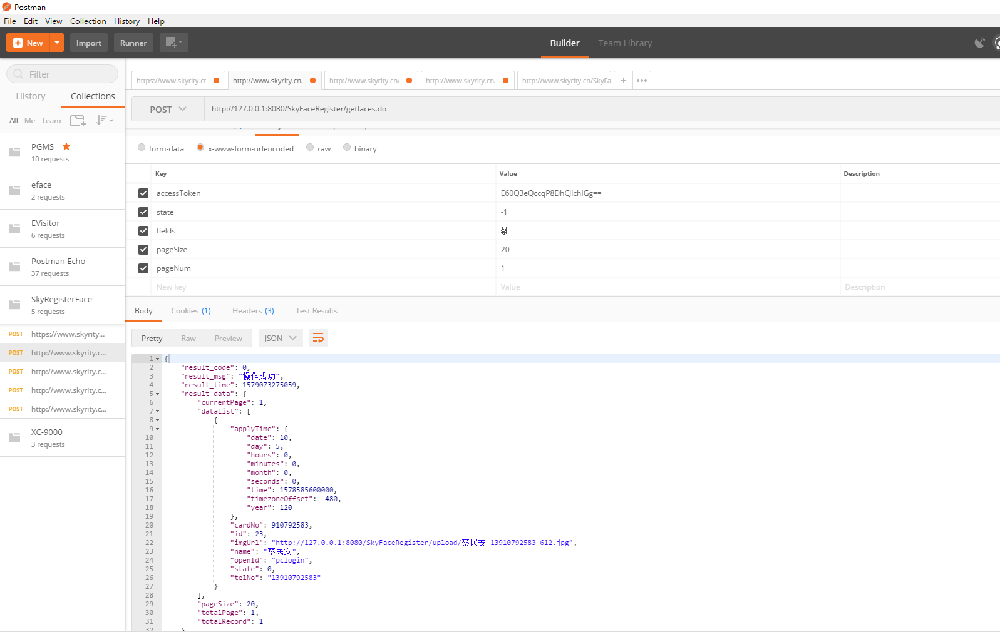 Postman
File Edit View Collection History Help
New Import Runner Builder Team Library
Filter
History Collections
All Me Team
PGMS
10 requests
eface
2 requests
EVisitor
6 requests
Postman Echo
37 requests
SkyRegisterFace
5 requests
POST https://www.skyrity...
POST http://www.skyrity.c...
POST http://www.skyrity.c...
POST http://www.skyrity.c...
POST http://www.skyrity.c...
XC-9000
3 requests
https://www.skyrity.cr http://www.skyrity.cn/ http://www.skyrity.cn/ http://www.skyrity.cn/ http://www.skyrity.cn/SkyFa
POST http://127.0.0.1:8080/SkyFaceRegister/getfaces.do
form-data x-www-form-urlencoded raw binary
Key Value Description
accessToken E60Q3eQccqP8DhCJlchIGg==
state -1
fields 蔡
pageSize 20
pageNum 1
New key Value Description
Body Cookies (1) Headers (3) Test Results
Pretty Raw Preview JSON
1 {
2 "result_code": 0,
3 "result_msg": "操作成功",
4 "result_time": 1579073275059,
5 "result_data": {
6 "currentPage": 1,
7 "dataList": [
8 {
9 "applyTime": {
10 "date": 10,
11 "day": 5,
12 "hours": 0,
13 "minutes": 0,
14 "month": 0,
15 "seconds": 0,
16 "time": 1578585600000,
17 "timezoneOffset": -480,
18 "year": 120
19 },
20 "cardNo": 910792583,
21 "id": 23,
22 "imgUrl": "http://127.0.0.1:8080/SkyFaceRegister/upload/蔡民安_13910792583_612.jpg",
23 "name": "蔡民安",
24 "openId": "pclogin",
25 "state": 0,
26 "telNo": "13910792583"
27 }
28 ],
29 "pageSize": 20,
30 "totalPage": 1,
31 "totalRecord": 1
32 }